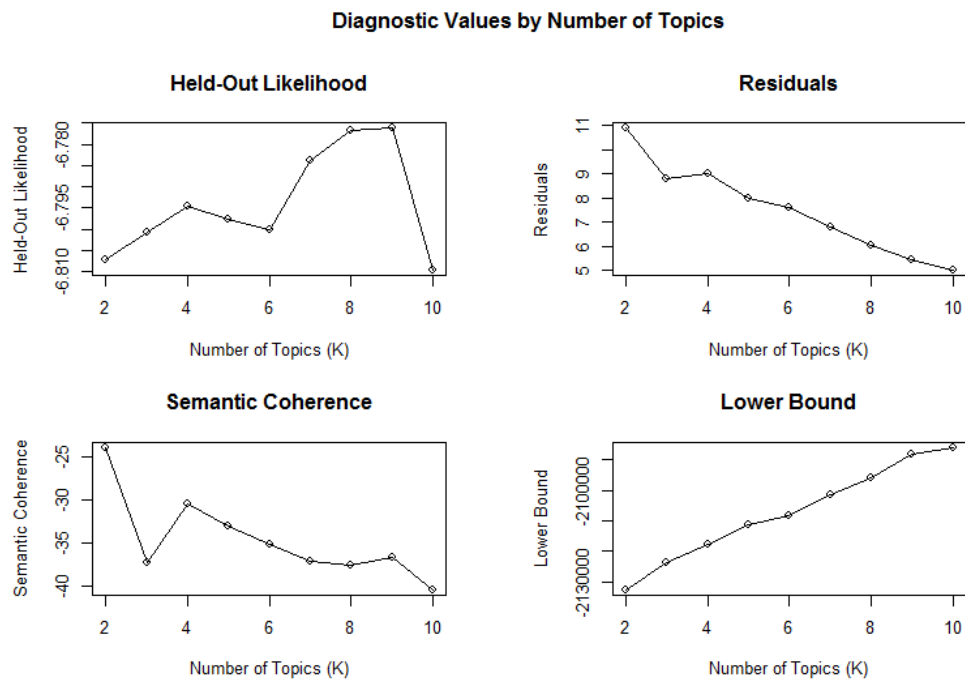 Diagnostic Values by Number of Topics
Held-Out Likelihood
Held-Out Likelihood
-6.780
-6.795
-6.810
2 4 6 8 10
Number of Topics (K)
Residuals
Residuals
11
9
8
7
6
5
2 4 6 8 10
Number of Topics (K)
Semantic Coherence
Semantic Coherence
-25
-30
-35
-40
2 4 6 8 10
Number of Topics (K)
Lower Bound
Lower Bound
-2100000
-2130000
2 4 6 8 10
Number of Topics (K)